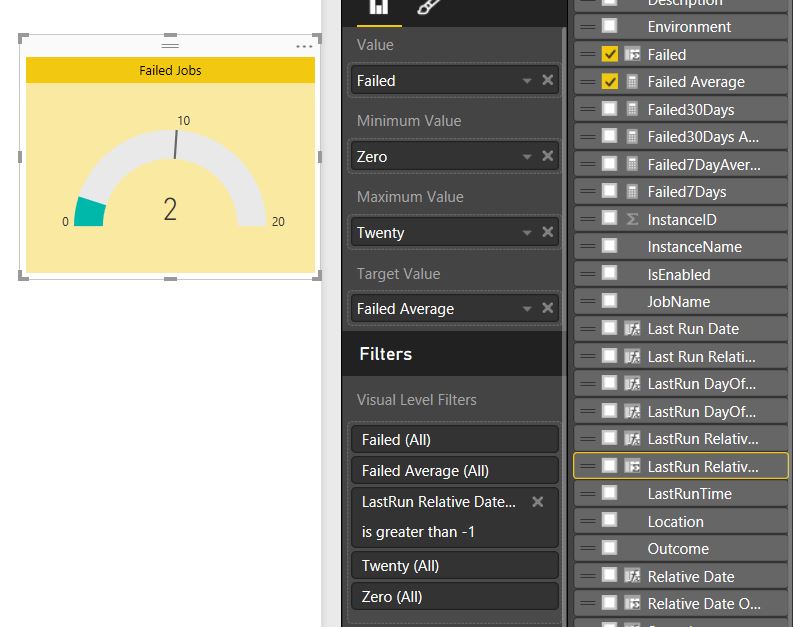 Failed Jobs
10
2
0
20
Value
Failed
Minimum Value
Zero
Maximum Value
Twenty
Target Value
Failed Average
Filters
Visual Level Filters
Failed (All)
Failed Average (All)
LastRun Relative Date...
is greater than -1
Twenty (All)
Zero (All)
Description
Environment
Failed
Failed Average
Failed30Days
Failed30Days A...
Failed7DayAver...
Failed7Days
InstanceID
InstanceName
IsEnabled
JobName
Last Run Date
Last Run Relati...
LastRun DayOf...
LastRun DayOf...
LastRun Relativ...
LastRun Relativ...
LastRunTime
Location
Outcome
Relative Date
Relative Date O...